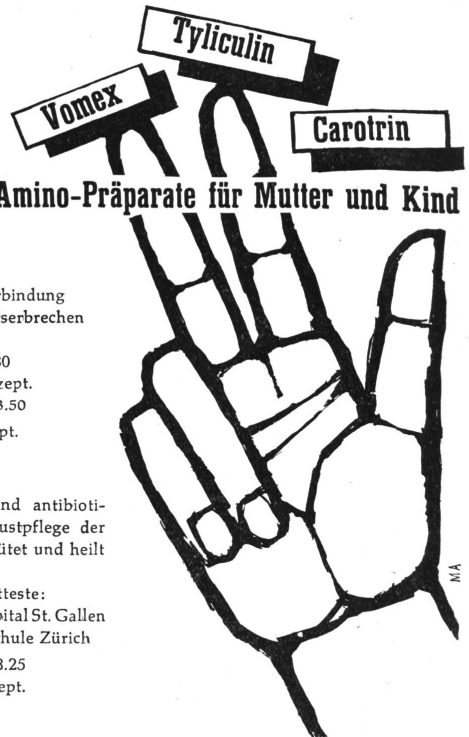 Tyliculin
Vomex
Carotrin
Amino-Präparate für Mutter und Kind
rbindung
serbrechen
80
zept.
3.50
pt.
nd antibioti-
ustpflege der
ütet und heilt
tteste:
pital St. Gallen
hule Zürich
3.25
ept.
MA